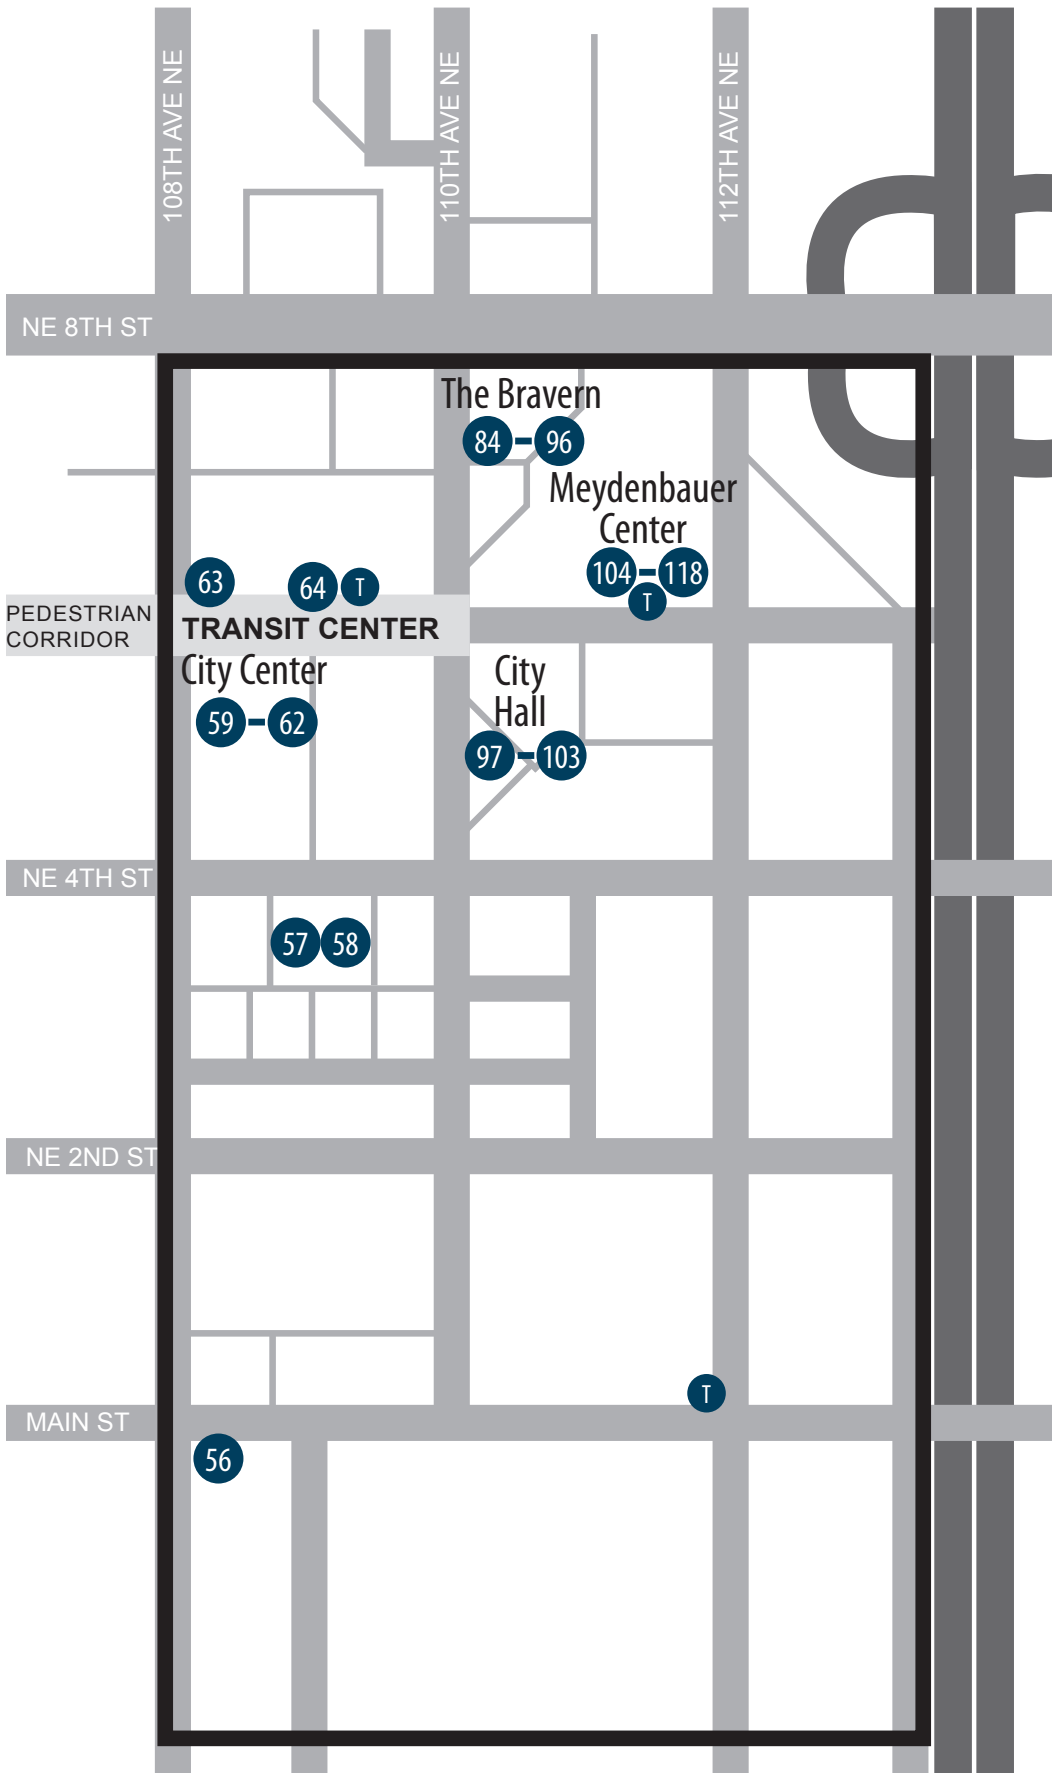 108TH AVE NE
110TH AVE NE
112TH AVE NE
NE 8TH ST
The Bravern
84 - 96
Meydenbauer
Center
104 - 118
T
63
64
T
PEDESTRIAN
CORRIDOR
TRANSIT CENTER
City Center
59 - 62
City
Hall
97 - 103
NE 4TH ST
57
58
NE 2ND ST
T
MAIN ST
56